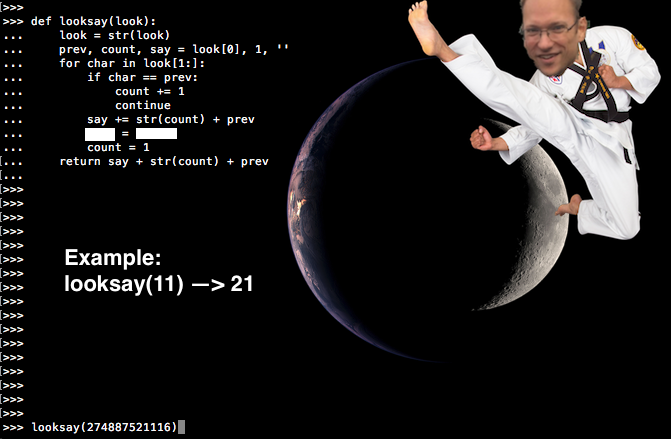 [>>>
>>> def looksay(look):
...     look = str(look)
...     prev, count, say = look[0], 1, ''
...     for char in look[1:]:
...         if char == prev:
...             count += 1
...             continue
...         say += str(count) + prev
...         =
...         count = 1
[...     return say + str(count) + prev
[...
[>>>
[>>>
[>>>
[>>>
[>>>
Example:
[>>>
looksay(11) —> 21
[>>>
[>>>
[>>>
[>>>
[>>>
[>>>
[>>>
[>>>
[>>>
[>>>
>>> looksay(274887521116)